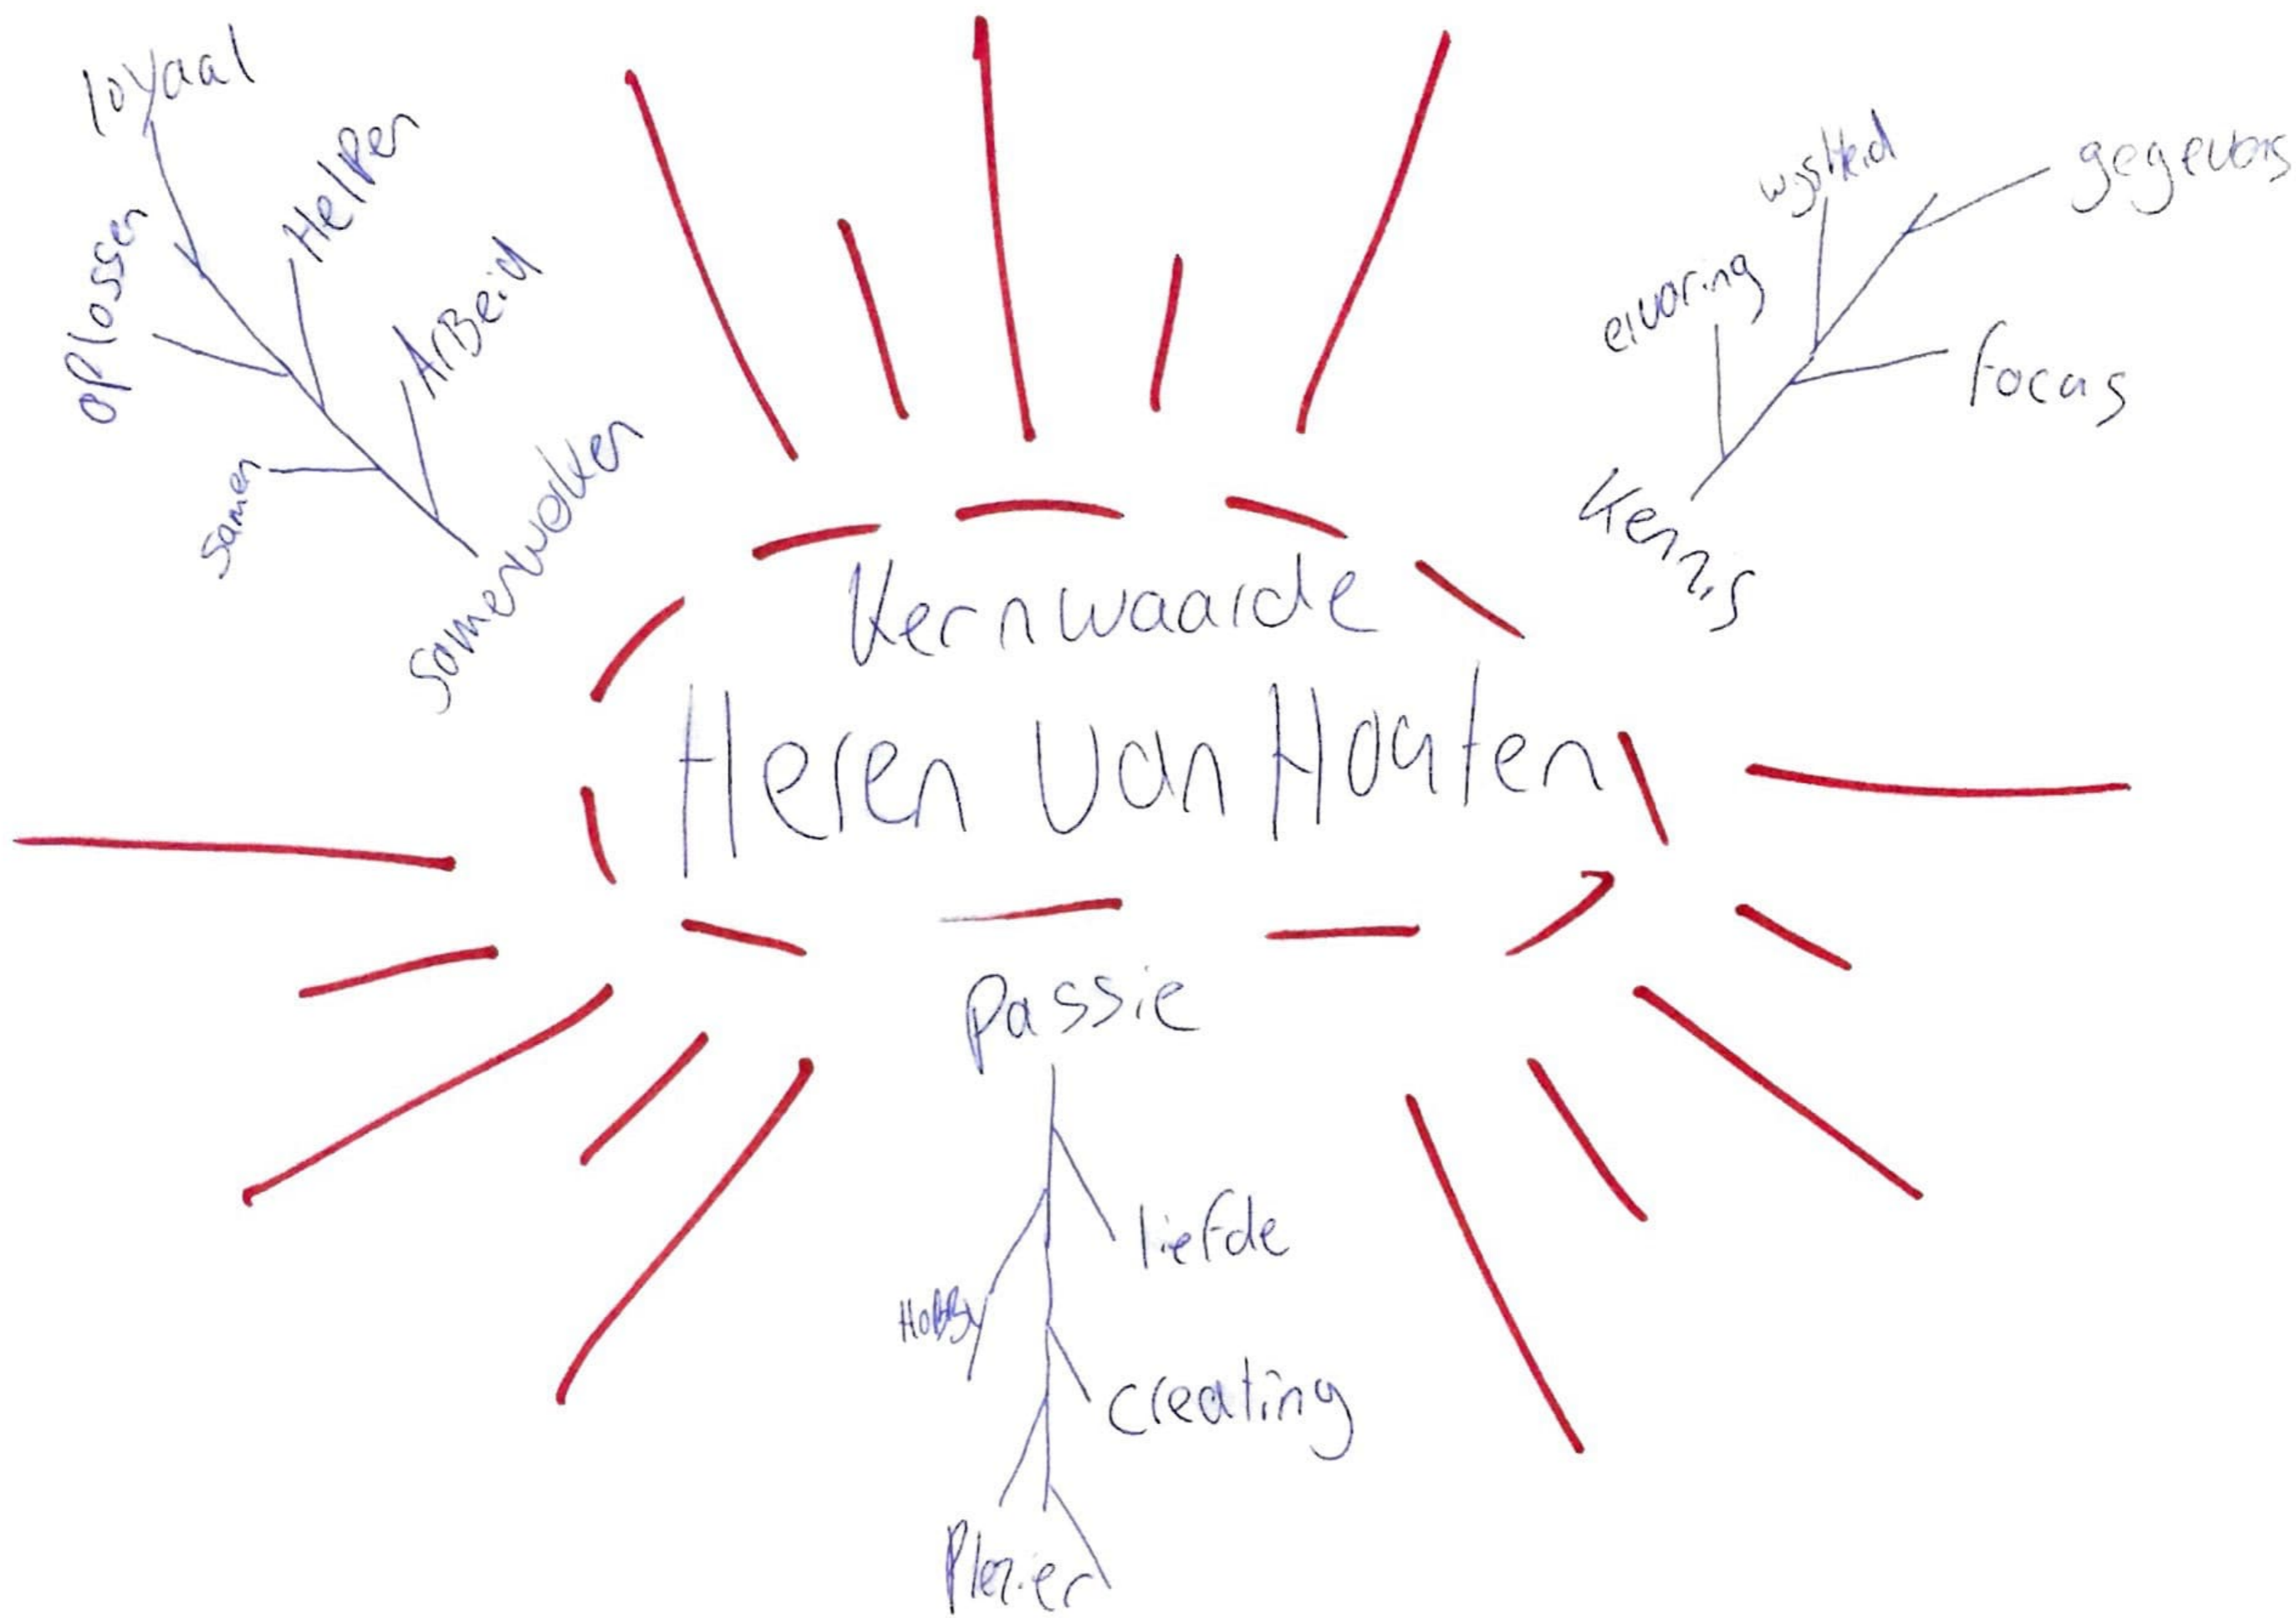 loyaal
Helpen
oplossen
ArBeid
samen
samenwerken
wijsHeid
gegevens
ervaring
focus
Kennis
Kernwaarde
Heren Van Houten
Passie
liefde
HoBBy
creating
Plezier